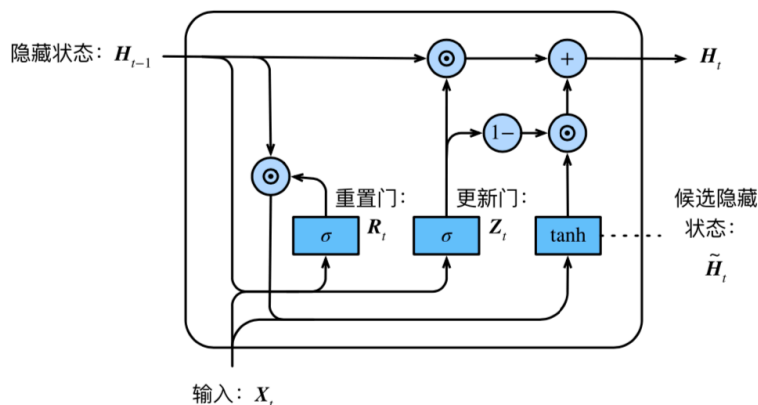 隐藏状态：H_{t-1}
⊙
+
H_t
1−
⊙
⊙
重置门：
R_t
更新门：
Z_t
σ
σ
tanh
候选隐藏
状态：
H̃_t
输入：X_t